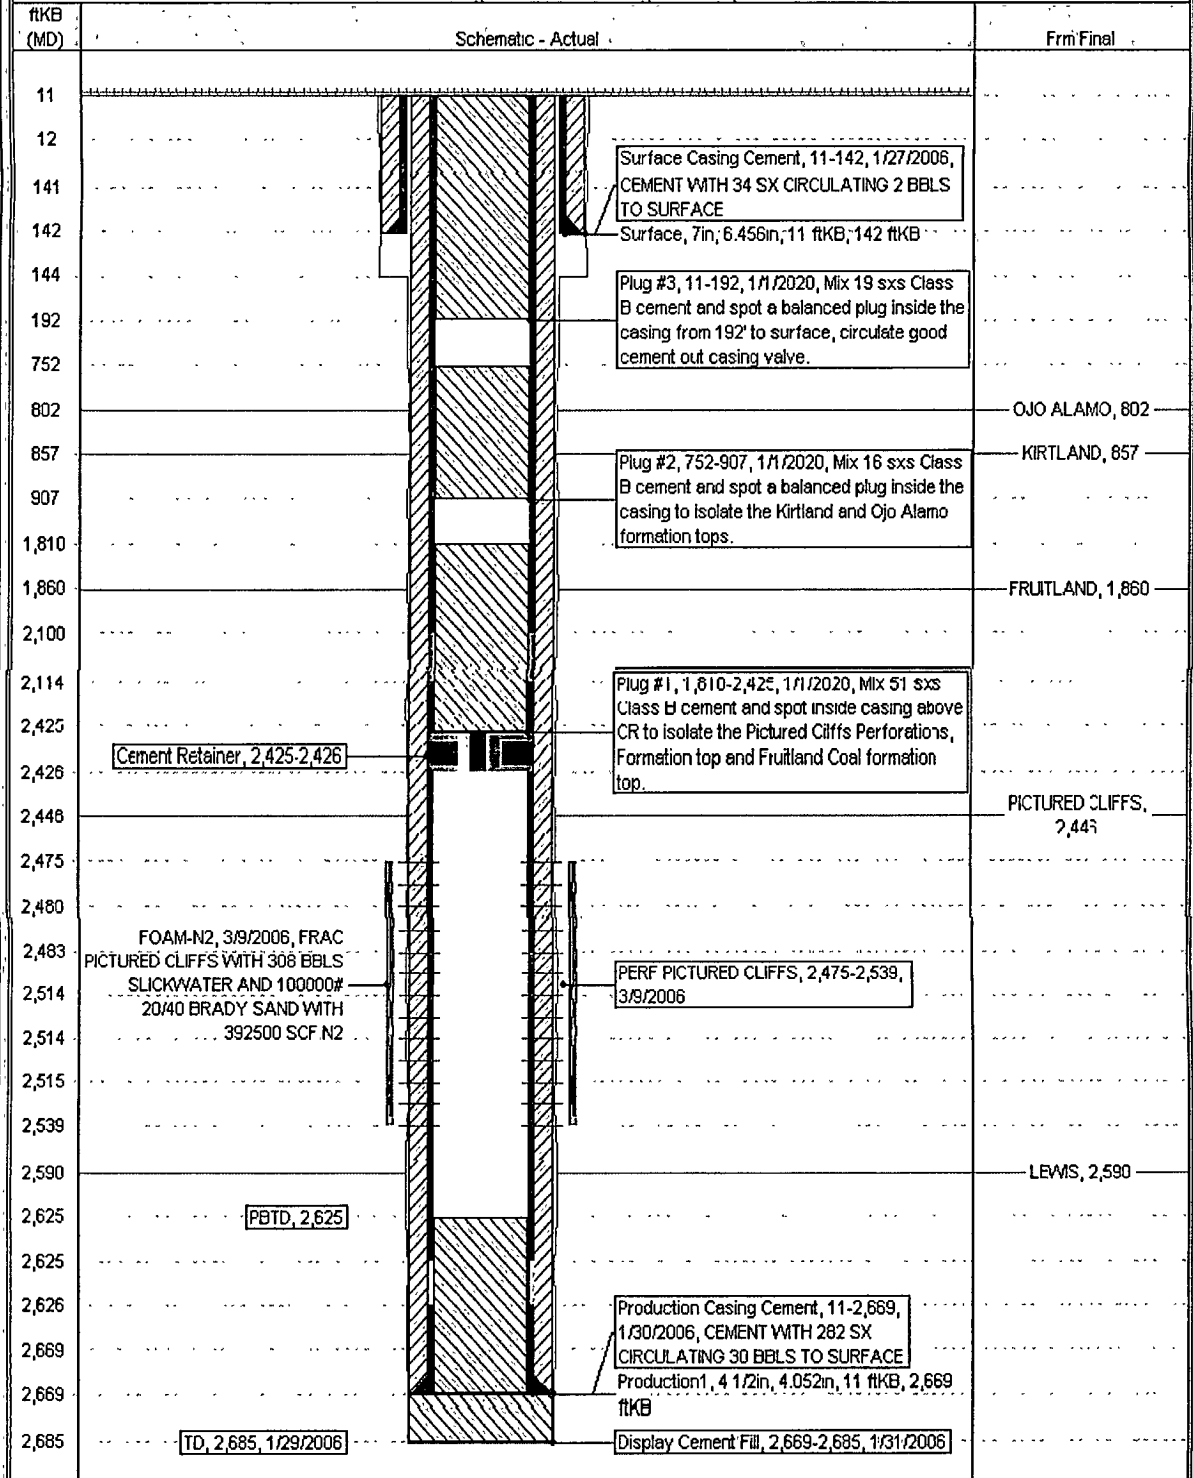 ftKB
(MD)
Schematic - Actual
Frm Final
11
12
141
142
144
192
752
802
857
907
1,810
1,860
2,100
2,114
2,425
2,426
2,446
2,475
2,480
2,483
2,514
2,514
2,515
2,539
2,590
2,625
2,625
2,626
2,669
2,669
2,685
Surface Casing Cement, 11-142, 1/27/2006,
CEMENT WITH 34 SX CIRCULATING 2 BBLS
TO SURFACE
Surface, 7in, 6.456in, 11 ftKB, 142 ftKB
Plug #3, 11-192, 1/1/2020, Mix 19 sxs Class
B cement and spot a balanced plug inside the
casing from 192' to surface, circulate good
cement out casing valve.
OJO ALAMO, 802
KIRTLAND, 857
Plug #2, 752-907, 1/1/2020, Mix 16 sxs Class
B cement and spot a balanced plug inside the
casing to isolate the Kirtland and Ojo Alamo
formation tops.
FRUITLAND, 1,860
Plug #1, 1,810-2,425, 1/1/2020, Mix 51 sxs
Class B cement and spot inside casing above
CR to isolate the Pictured Cliffs Perforations,
Formation top and Fruitland Coal formation
top.
Cement Retainer, 2,425-2,426
PICTURED CLIFFS,
2,446
FOAM-N2, 3/9/2006, FRAC
PICTURED CLIFFS WITH 308 BBLS
SLICKWATER AND 100000#
20/40 BRADY SAND WITH
392500 SCF N2
PERF PICTURED CLIFFS, 2,475-2,539,
3/9/2006
LEWIS, 2,590
PBTD, 2,625
Production Casing Cement, 11-2,669,
1/30/2006, CEMENT WITH 282 SX
CIRCULATING 30 BBLS TO SURFACE
Production1, 4 1/2in, 4.052in, 11 ftKB, 2,669
ftKB
TD, 2,685, 1/29/2006
Display Cement Fill, 2,669-2,685, 1/31/2006